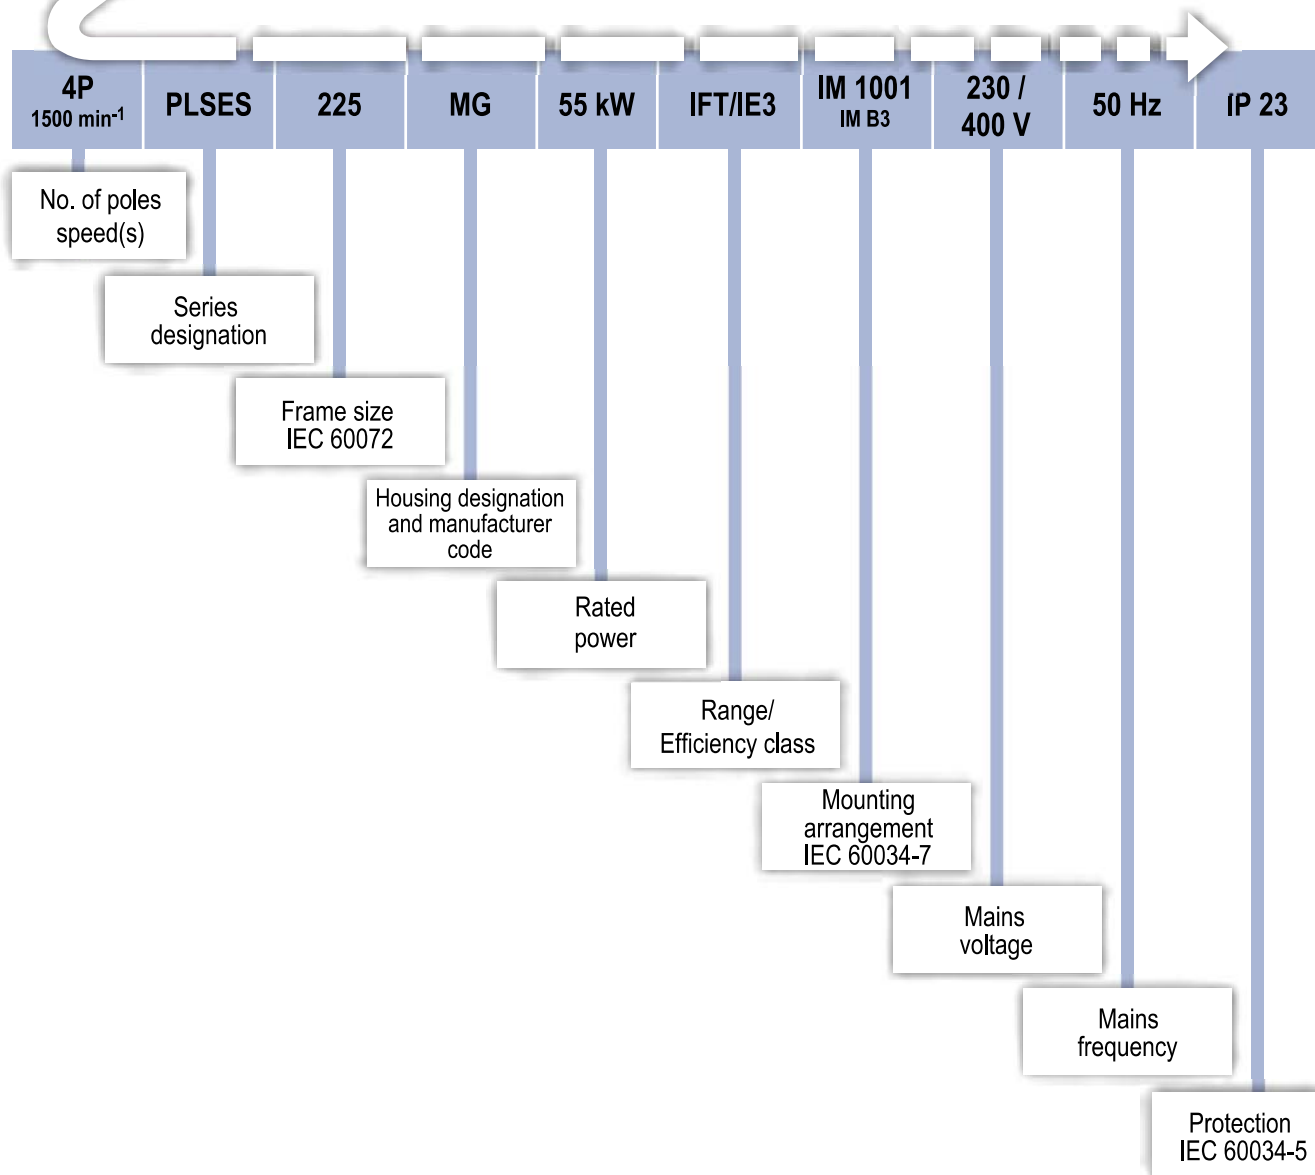 4P
1500 min-1
PLSES
225
MG
55 kW
IFT/IE3
IM 1001
IM B3
230 /
400 V
50 Hz
IP 23
No. of poles
speed(s)
Series
designation
Frame size
IEC 60072
Housing designation
and manufacturer
code
Rated
power
Range/
Efficiency class
Mounting
arrangement
IEC 60034-7
Mains
voltage
Mains
frequency
Protection
IEC 60034-5